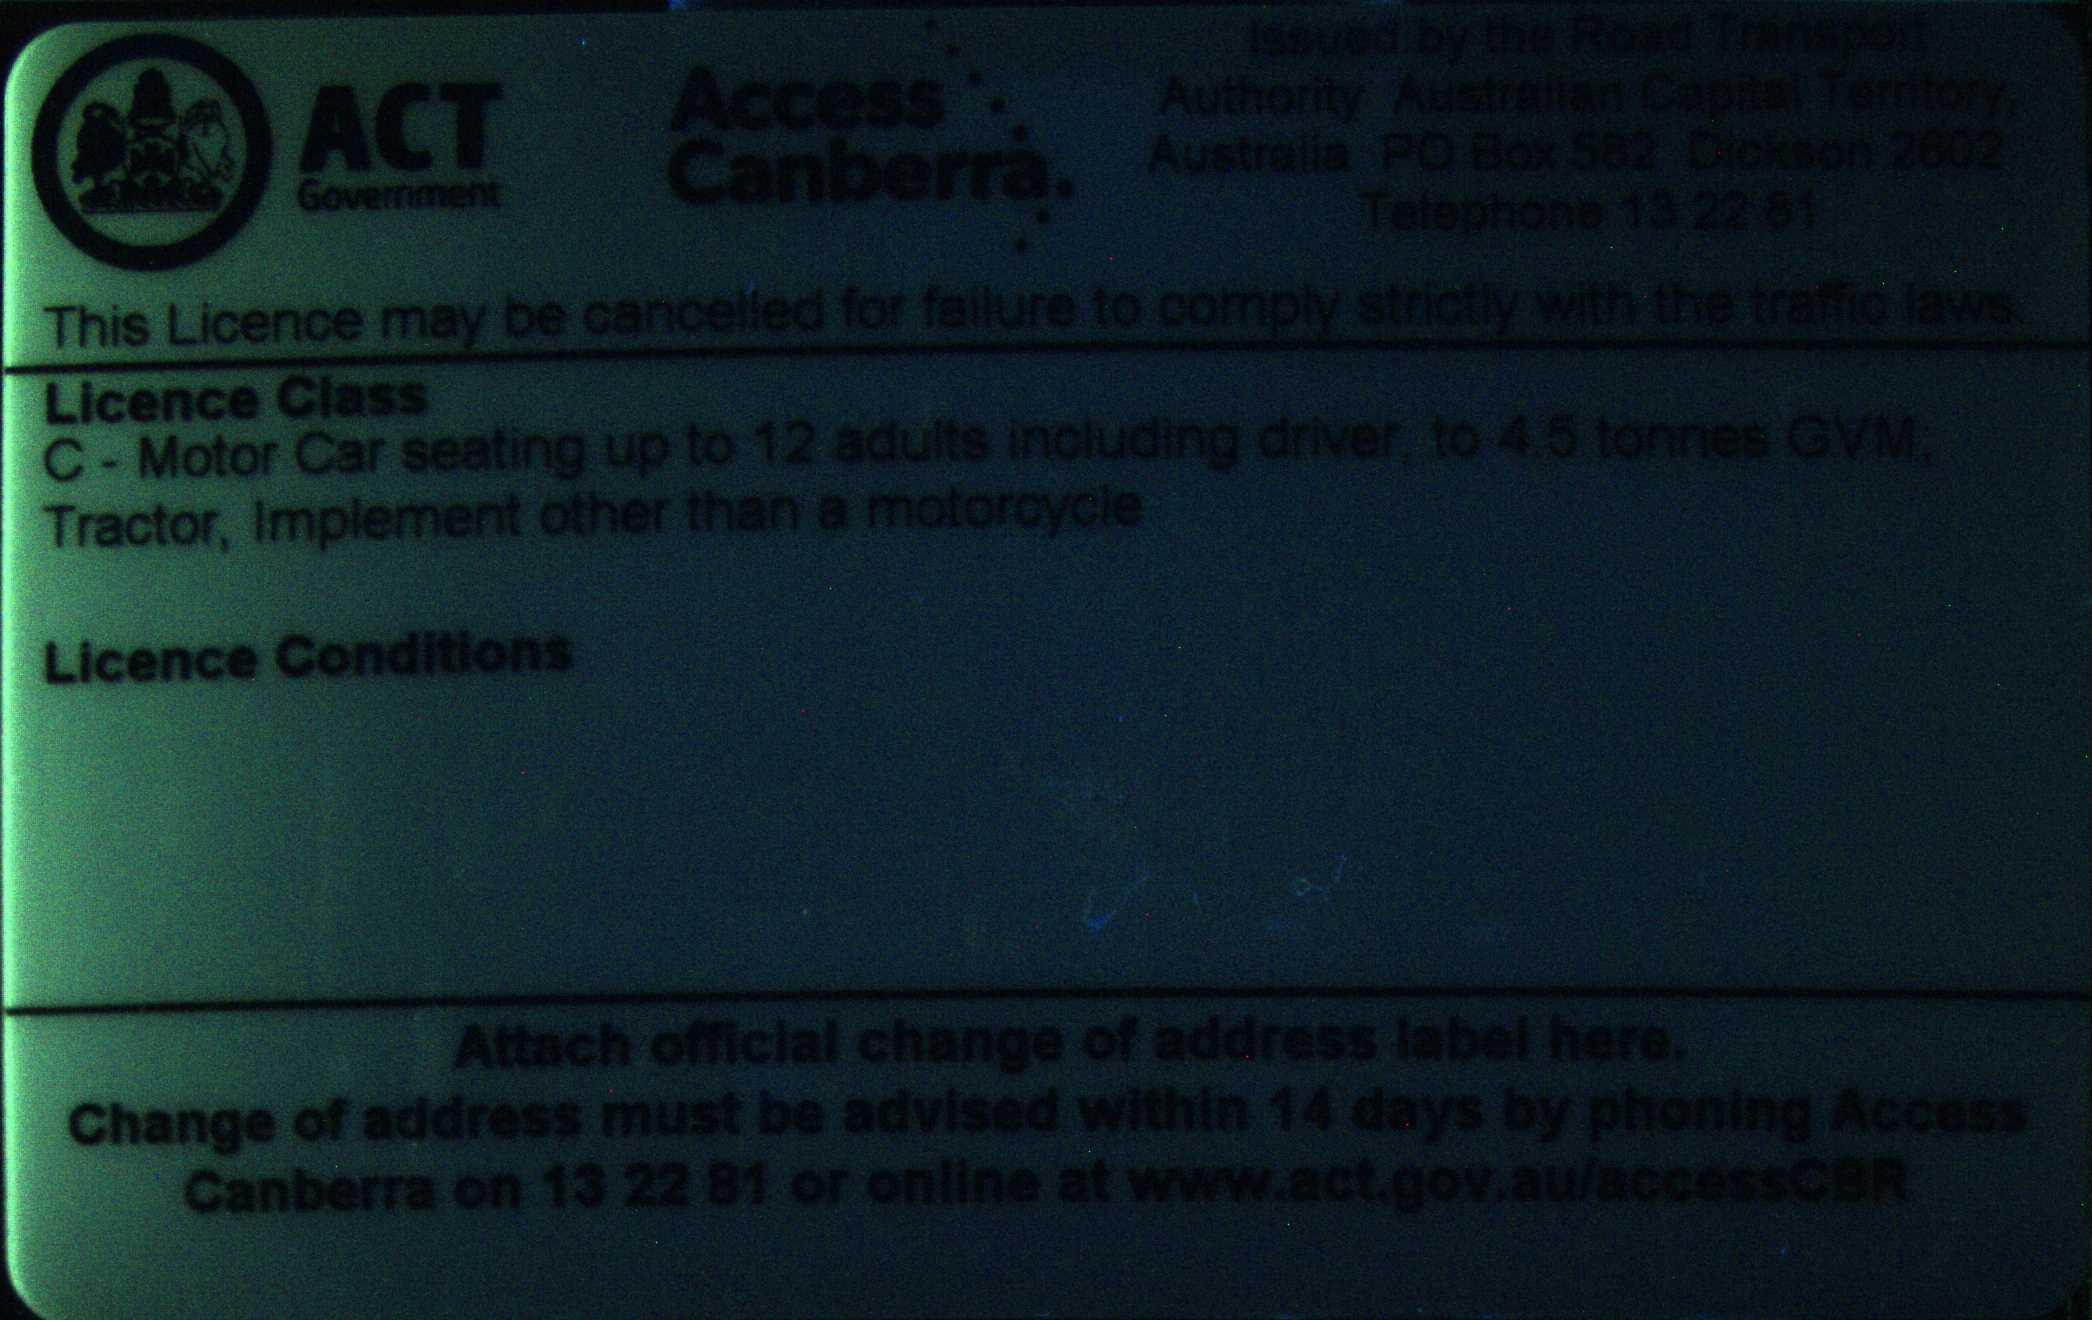 ACT
Government
Access
Canberra
Issued by the Road Transport
Authority Australian Capital Territory,
Australia PO Box 582 Dickson 2602
Telephone 13 22 81
This Licence may be cancelled for failure to comply strictly with the traffic laws.
Licence Class
C - Motor Car seating up to 12 adults including driver, to 4.5 tonnes GVM;
Tractor, Implement other than a motorcycle
Licence Conditions
Attach official change of address label here.
Change of address must be advised within 14 days by phoning Access
Canberra on 13 22 81 or online at www.act.gov.au/accessCBR